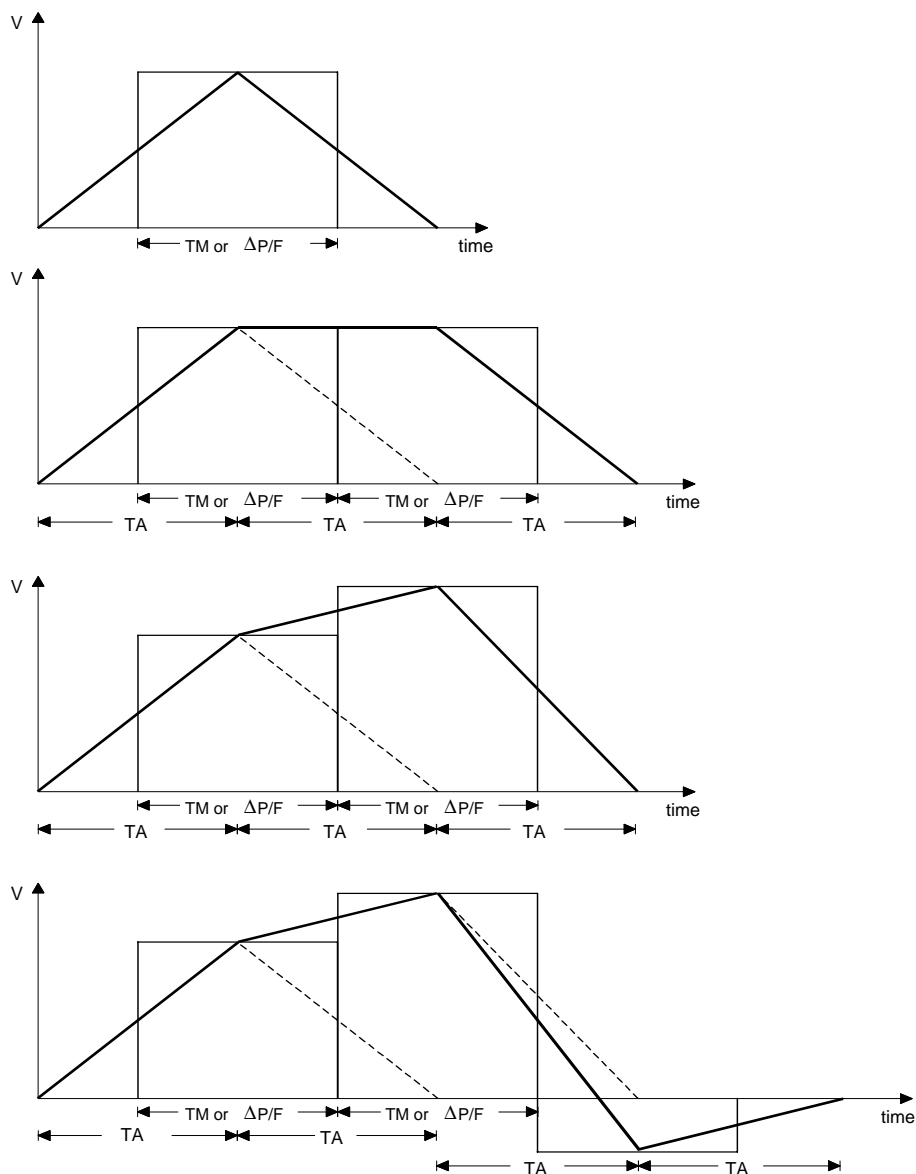 V
time
TM or ΔP/F
V
time
TM or ΔP/F TM or ΔP/F
TA TA TA
V
time
TM or ΔP/F TM or ΔP/F
TA TA TA
V
time
TM or ΔP/F TM or ΔP/F
TA TA
TA TA